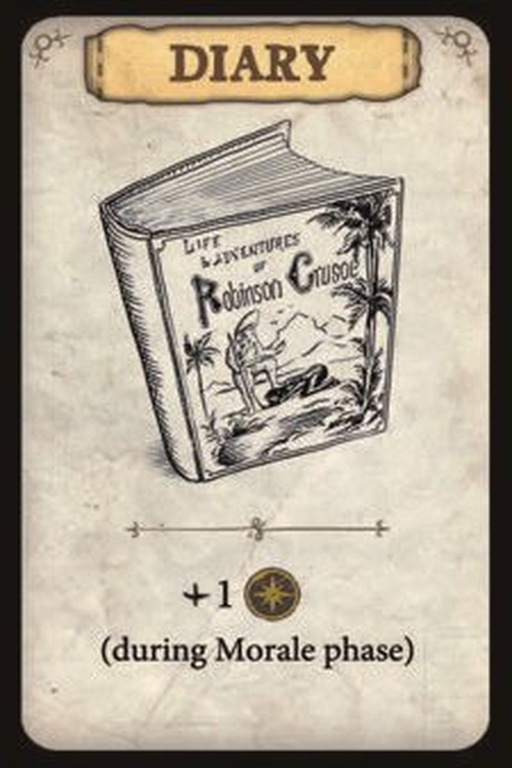 DIARY
LIFE
& ADVENTURES
OF
Robinson Crusoe
+1
(during Morale phase)